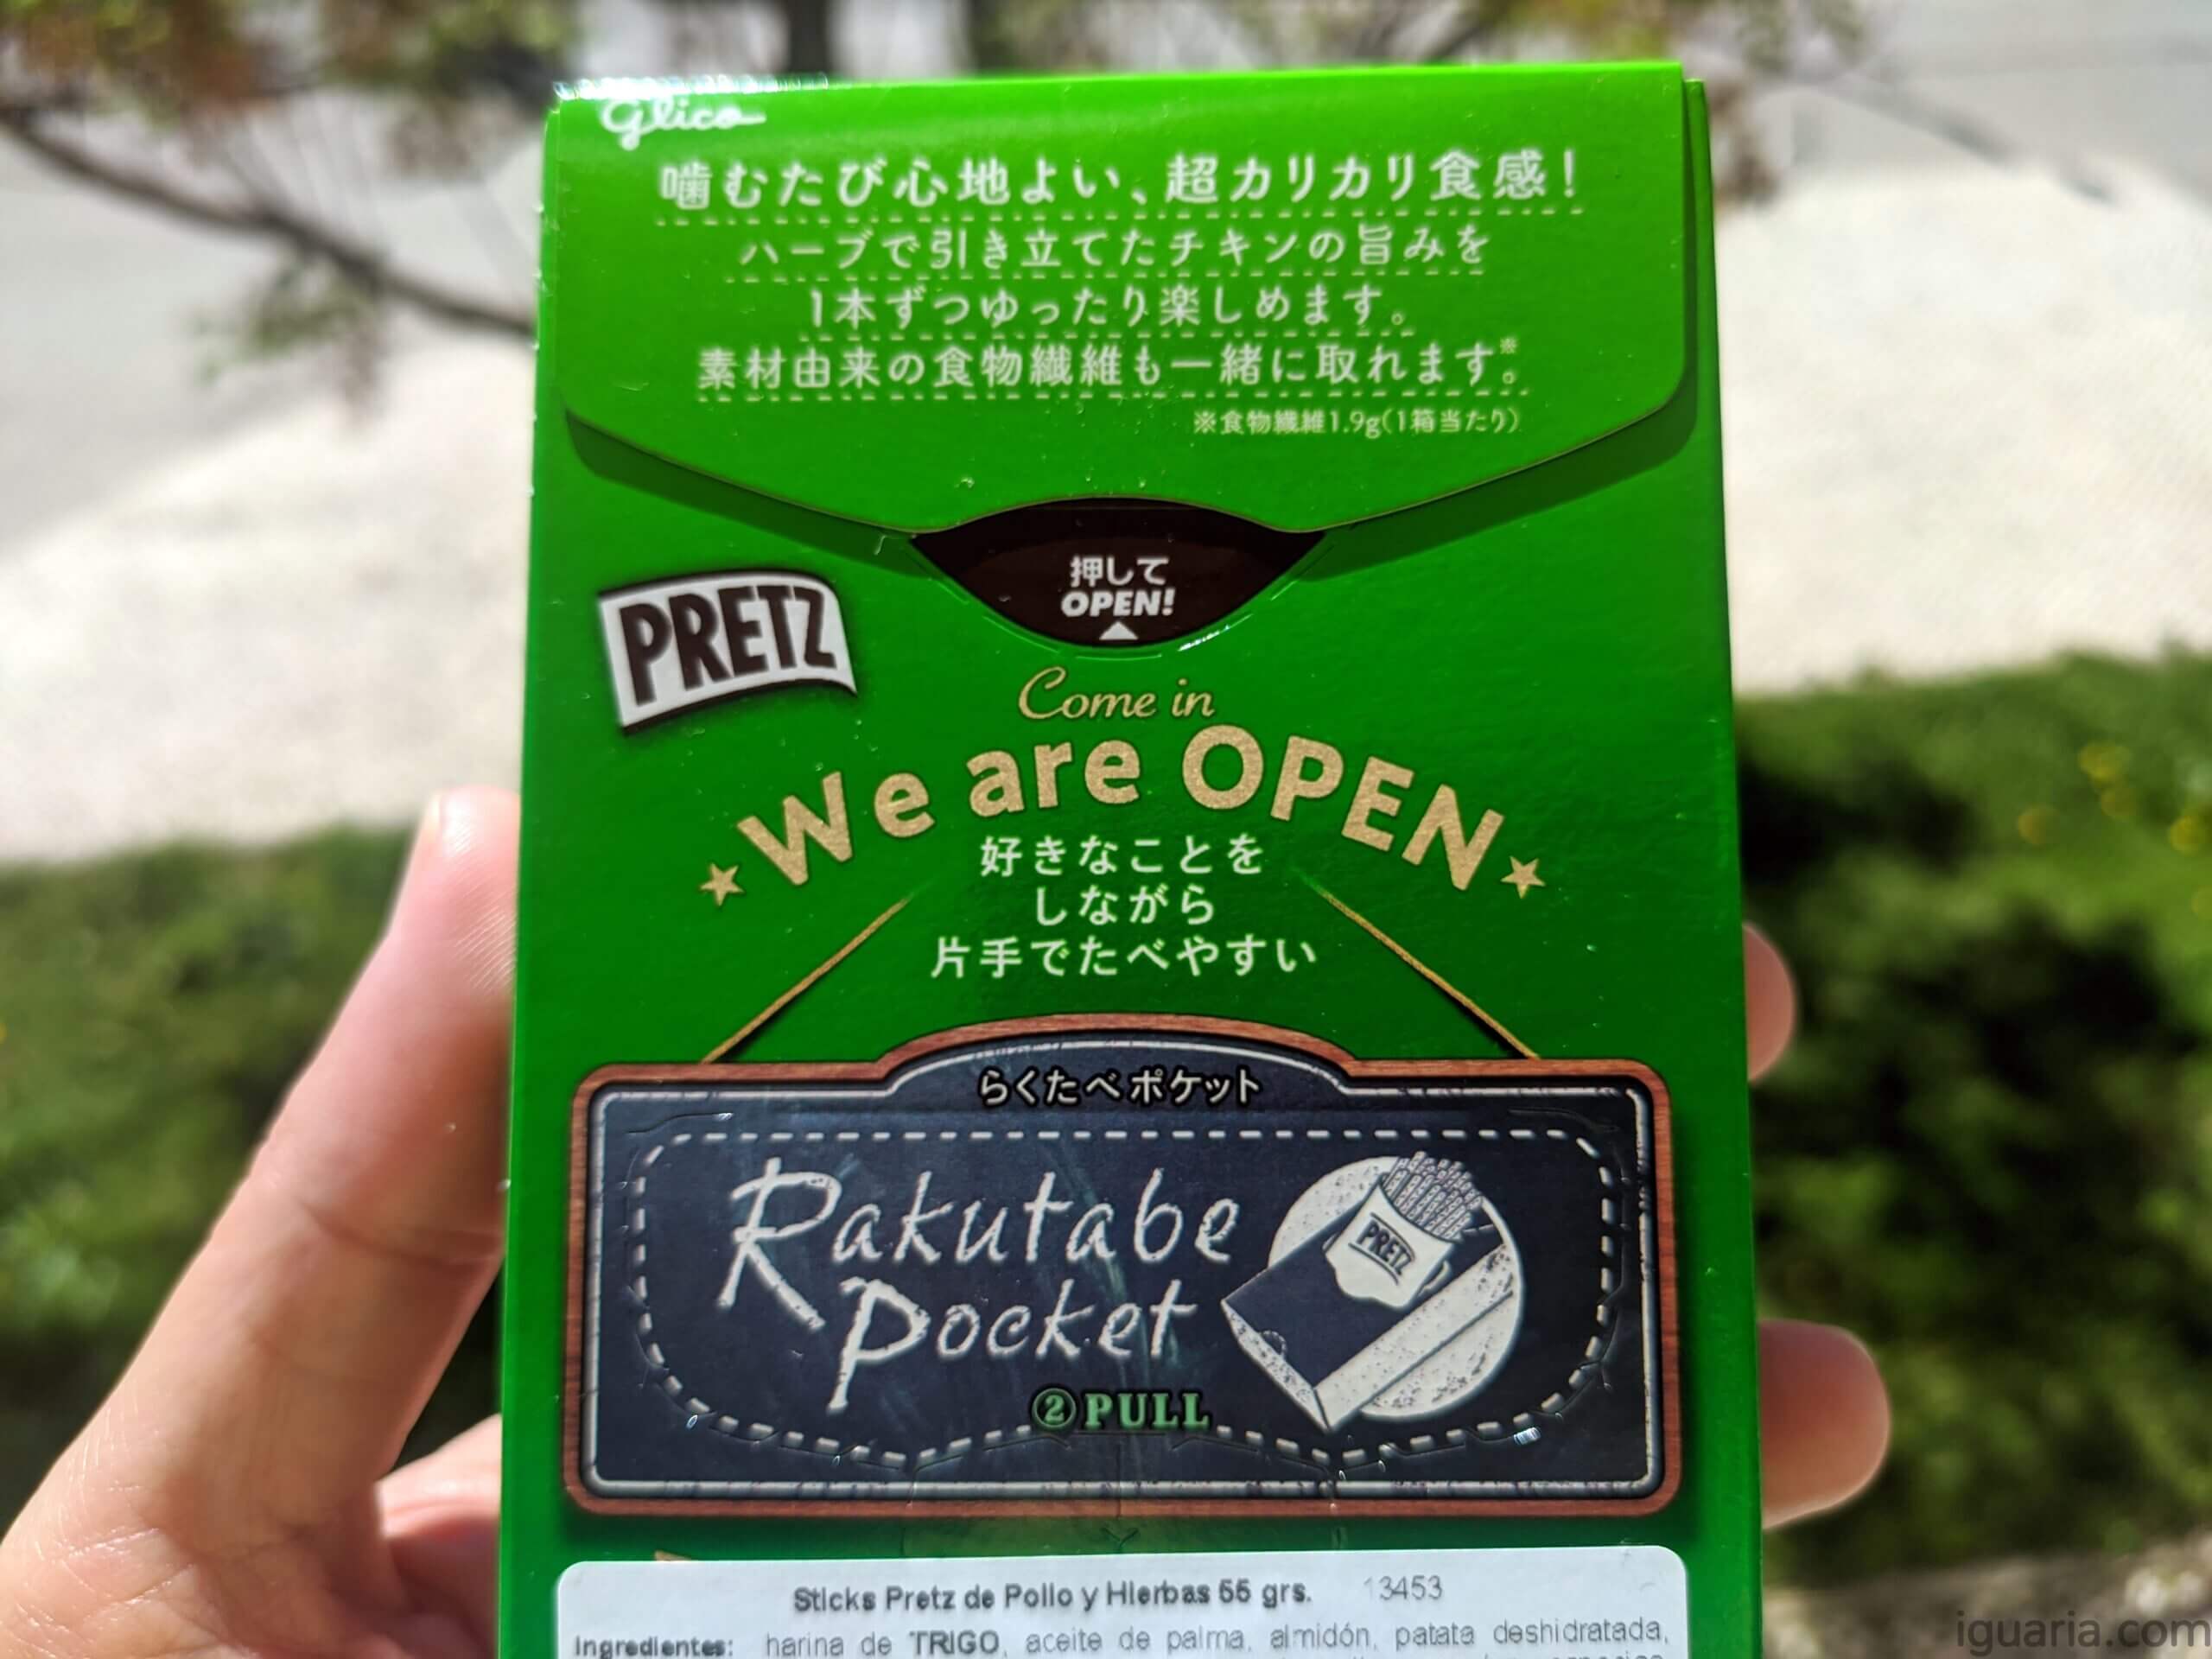 Glico
噛むたび心地よい、超カリカリ食感!
ハーブで引き立てたチキンの旨みを
1本ずつゆったり楽しめます。
素材由来の食物繊維も一緒に取れます※。
※食物繊維1.9g(1箱当たり)
押して
OPEN!
PRETZ
Come in
We are OPEN
好きなことを
しながら
片手でたべやすい
らくたべポケット
Rakutabe
Pocket
PRETZ
②PULL
Sticks Pretz de Pollo y Hierbas 55 grs. 13453
Ingredientes: harina de TRIGO, aceite de palma, almidón, patata deshidratada,
iguaria.com